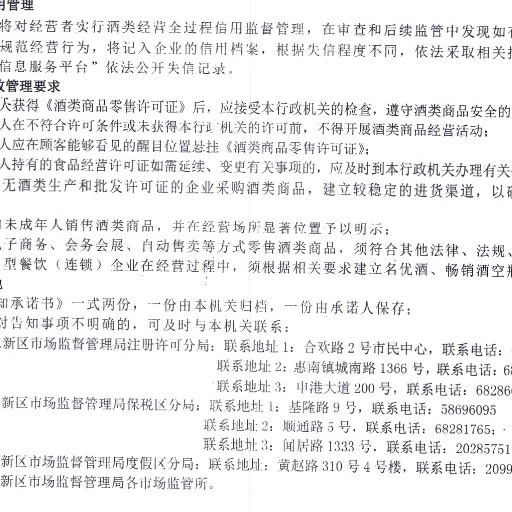 用管理
将对经营者实行酒类经营全过程信用监督管理，在审查和后续监管中发现如有
规范经营行为，将记入企业的信用档案，根据失信程度不同，依法采取相关
信息服务平台”依法公开失信记录。
管理要求
人获得《酒类商品零售许可证》后，应接受本行政机关的检查，遵守酒类商品安全的
人在不符合许可条件或未获得本行政机关的许可前，不得开展酒类商品经营活动；
人应在顾客能够看见的醒目位置悬挂《酒类商品零售许可证》；
人持有的食品经营许可证如需延续、变更有关事项的，应及时到本行政机关办理有关
无酒类生产和批发许可证的企业采购酒类商品，建立较稳定的进货渠道，以确
向未成年人销售酒类商品，并在经营场所显著位置予以明示；
子商务、会务会展、自动售卖等方式零售酒类商品，须符合其他法律、法规、
型餐饮（连锁）企业在经营过程中，须根据相关要求建立名优酒、畅销酒空瓶
知承诺书》一式两份，一份由本机关归档，一份由承诺人保存；
对告知事项不明确的，可及时与本机关联系：
新区市场监督管理局注册许可分局：联系地址 1：合欢路 2 号市民中心，联系电话：
联系地址 2：惠南镇城南路 1366 号，联系电话：68
联系地址 3：申港大道 200 号，联系电话：68286
新区市场监督管理局保税区分局：联系地址 1：基隆路 9 号，联系电话：58696095
联系地址 2：顺通路 5 号，联系电话：68281765；
联系地址 3：闻居路 1333 号，联系电话：20285751
新区市场监督管理局度假区分局：联系地址：黄赵路 310 号 4 号楼，联系电话：2099
新区市场监督管理局各市场监管所。